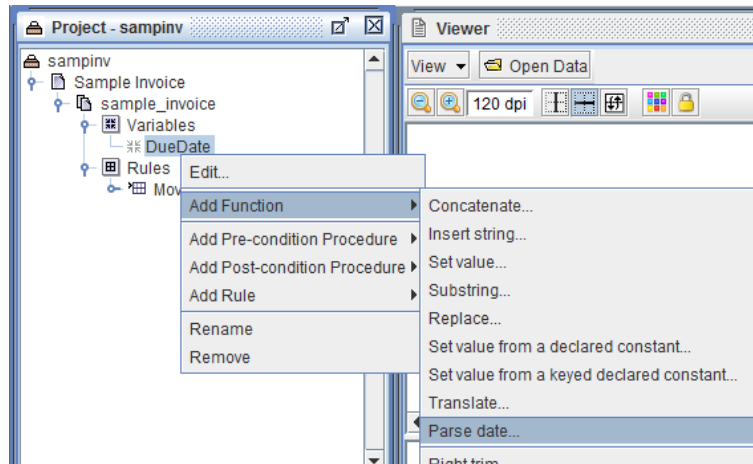 Project - sampinv
sampinv
Sample Invoice
sample_invoice
Variables
DueDate
Rules
Mov
Edit...
Add Function
Add Pre-condition Procedure
Add Post-condition Procedure
Add Rule
Rename
Remove
Viewer
View
Open Data
120 dpi
Concatenate...
Insert string...
Set value...
Substring...
Replace...
Set value from a declared constant...
Set value from a keyed declared constant...
Translate...
Parse date...
Right trim